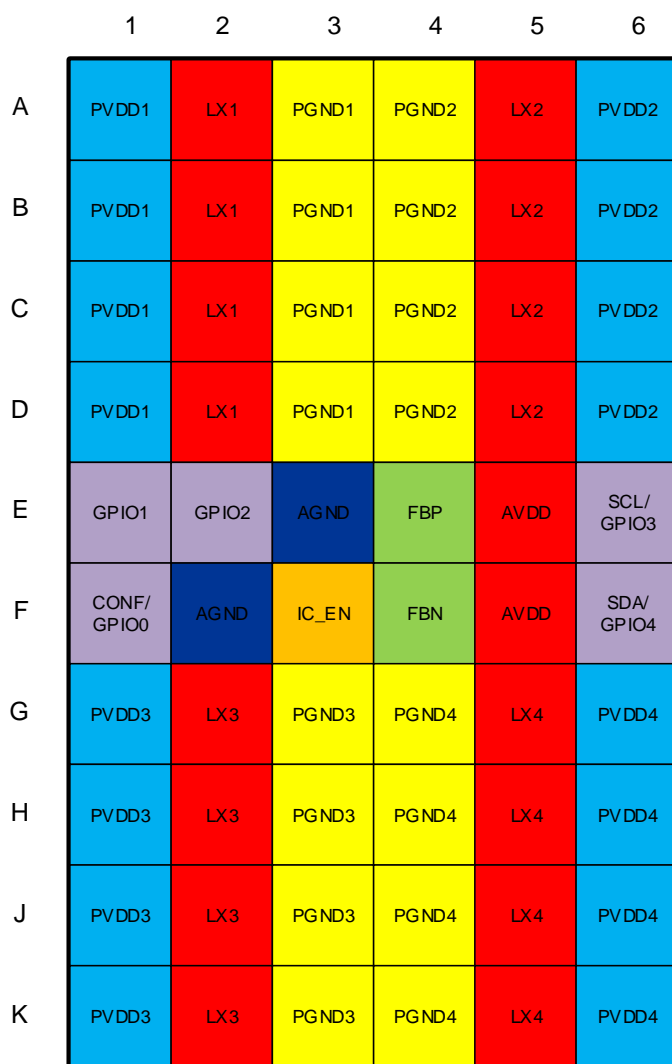 1 2 3 4 5 6
A PVDD1 LX1 PGND1 PGND2 LX2 PVDD2
B PVDD1 LX1 PGND1 PGND2 LX2 PVDD2
C PVDD1 LX1 PGND1 PGND2 LX2 PVDD2
D PVDD1 LX1 PGND1 PGND2 LX2 PVDD2
E GPIO1 GPIO2 AGND FBP AVDD SCL/
GPIO3
F CONF/
GPIO0 AGND IC_EN FBN AVDD SDA/
GPIO4
G PVDD3 LX3 PGND3 PGND4 LX4 PVDD4
H PVDD3 LX3 PGND3 PGND4 LX4 PVDD4
J PVDD3 LX3 PGND3 PGND4 LX4 PVDD4
K PVDD3 LX3 PGND3 PGND4 LX4 PVDD4